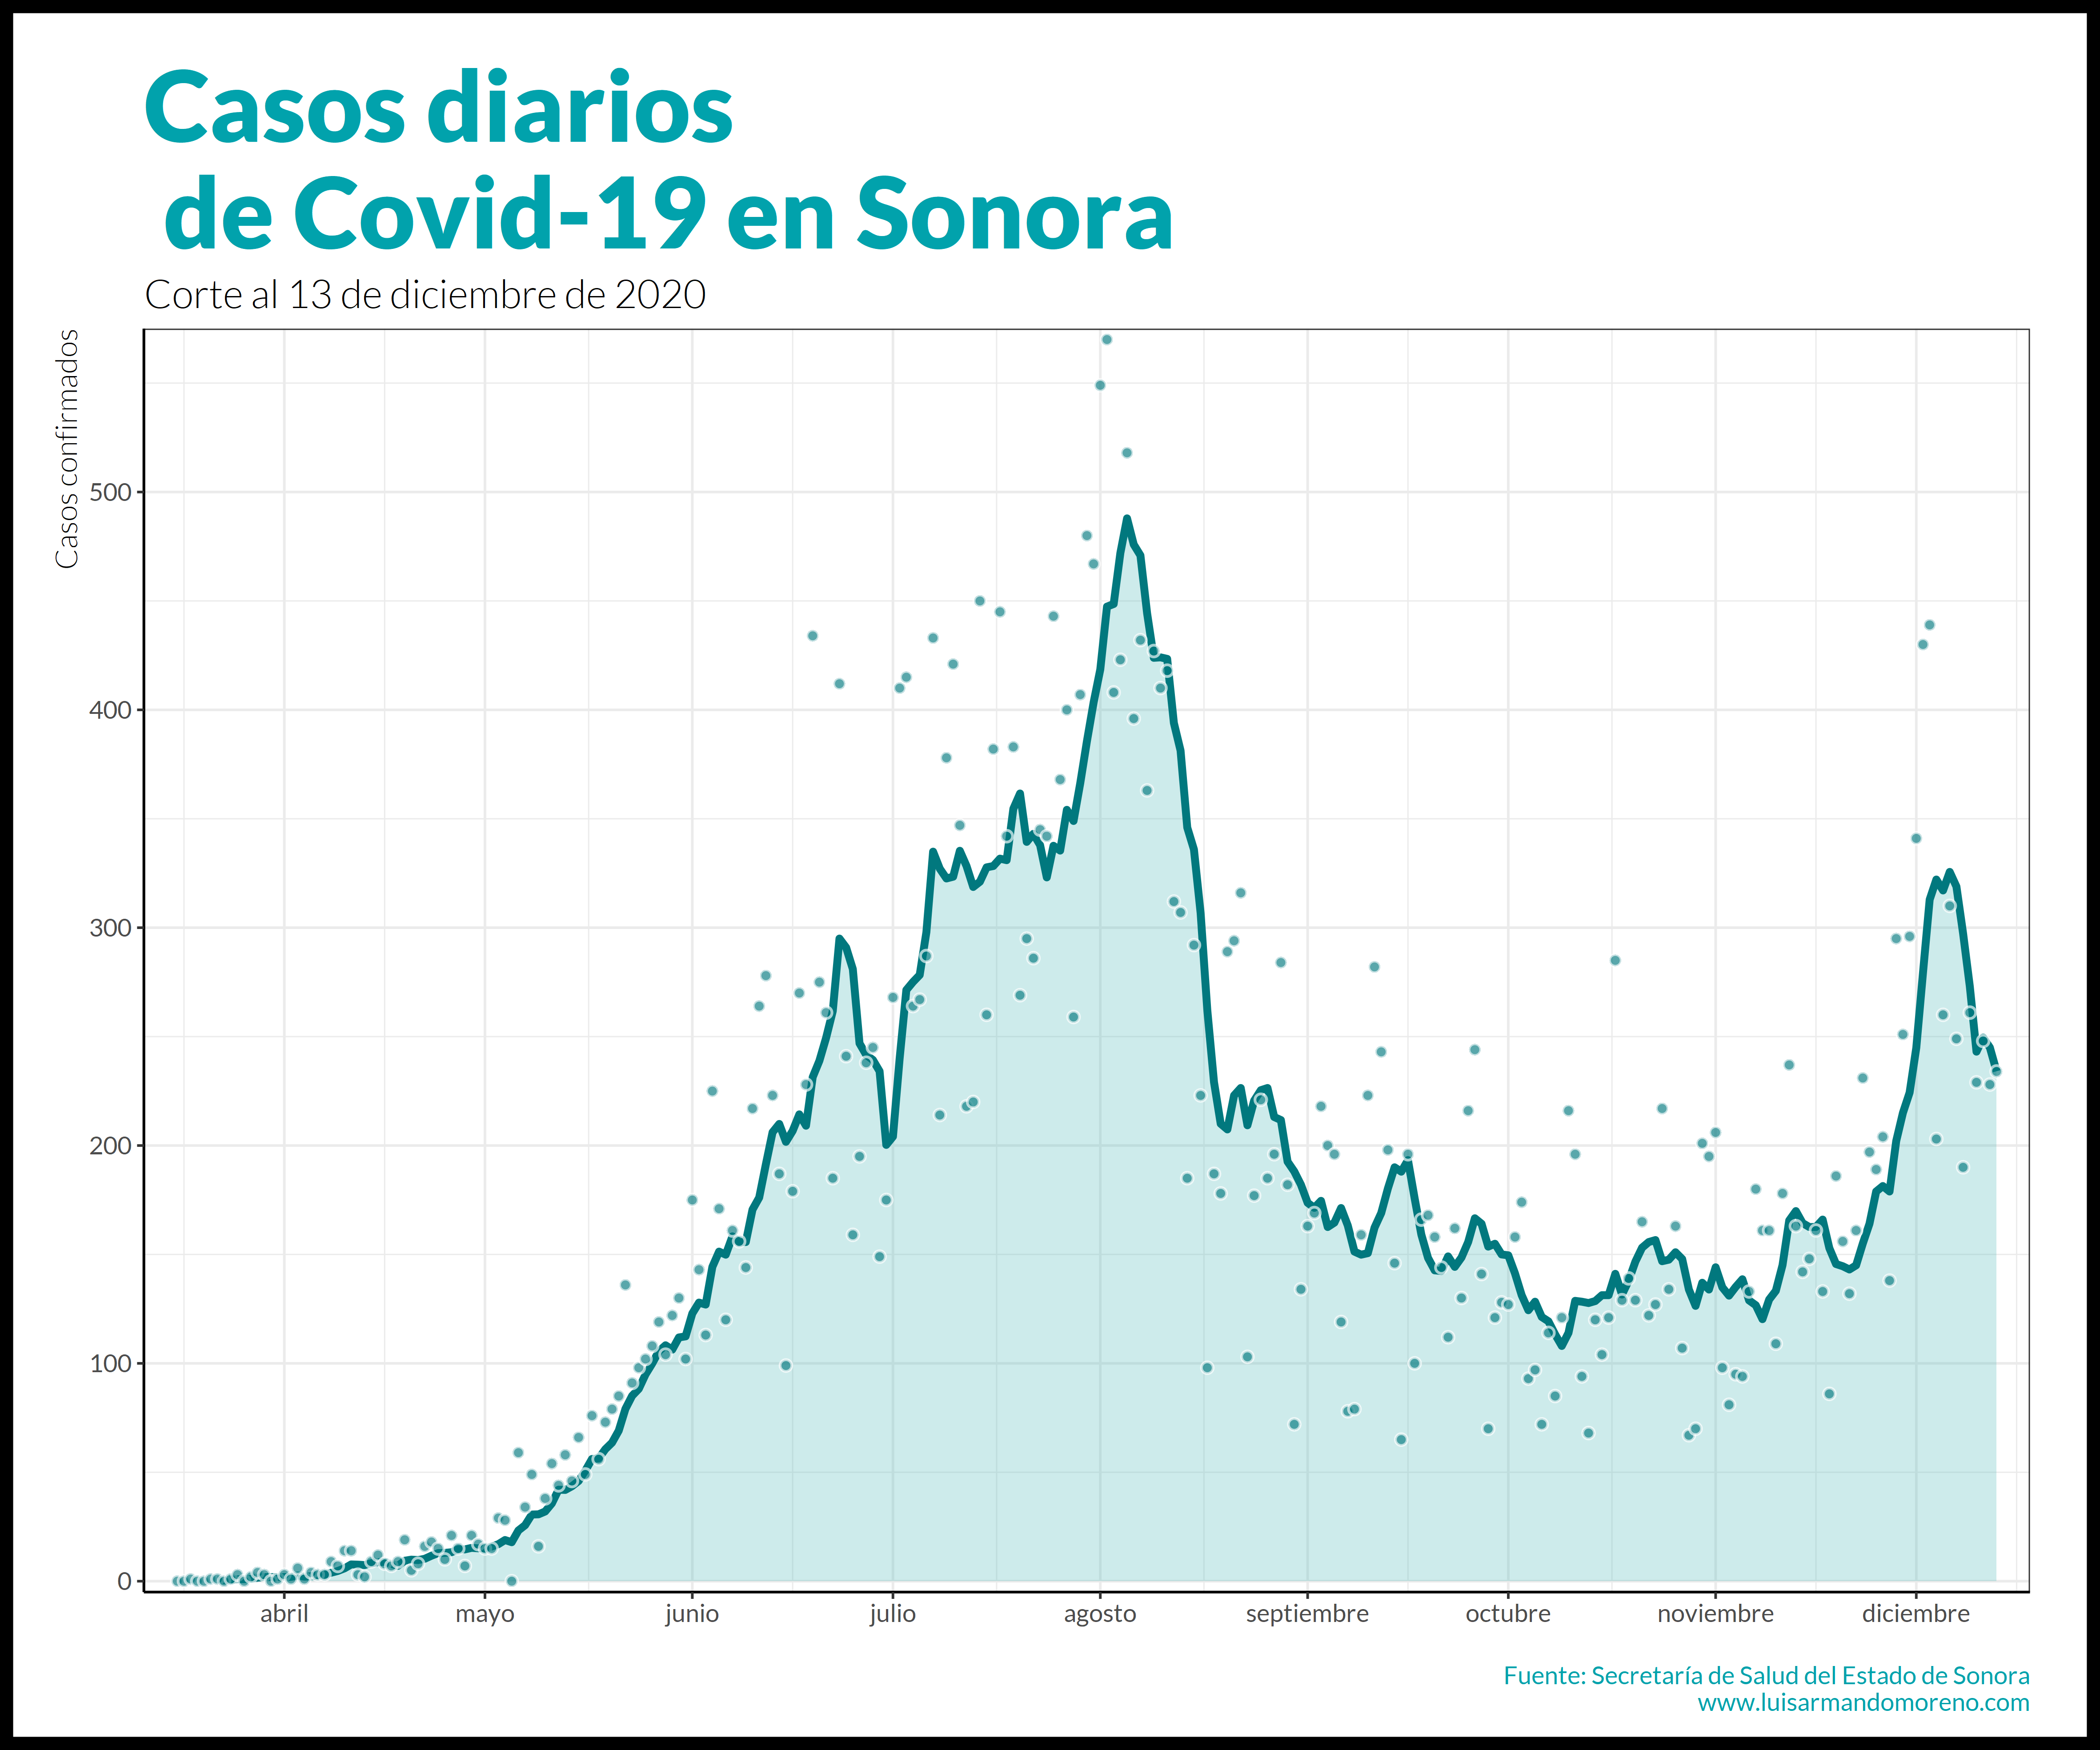 Casos diarios
de Covid-19 en Sonora
Corte al 13 de diciembre de 2020
Casos confirmados
500
400
300
200
100
0
abril mayo junio julio agosto septiembre octubre noviembre diciembre
Fuente: Secretaría de Salud del Estado de Sonora
www.luisarmandomoreno.com